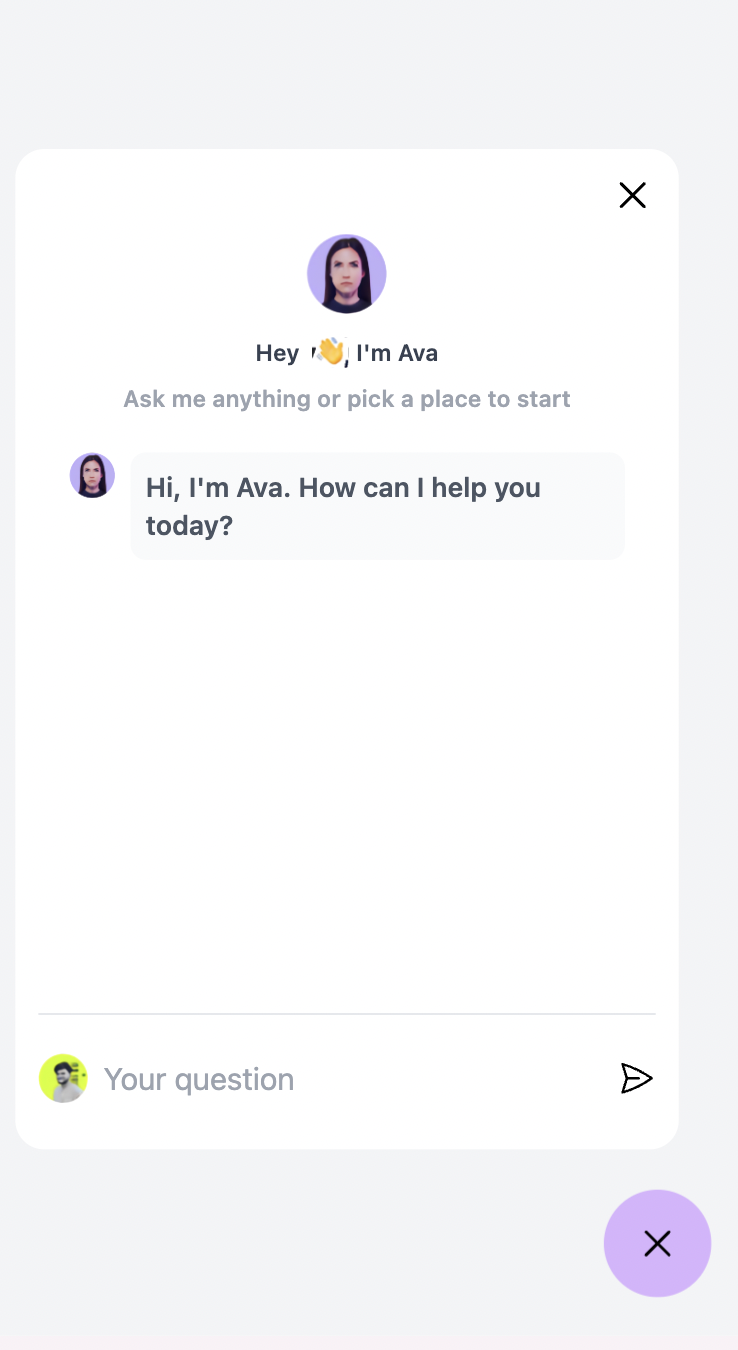 Hey 👋, I'm Ava
Ask me anything or pick a place to start
Hi, I'm Ava. How can I help you
today?
Your question